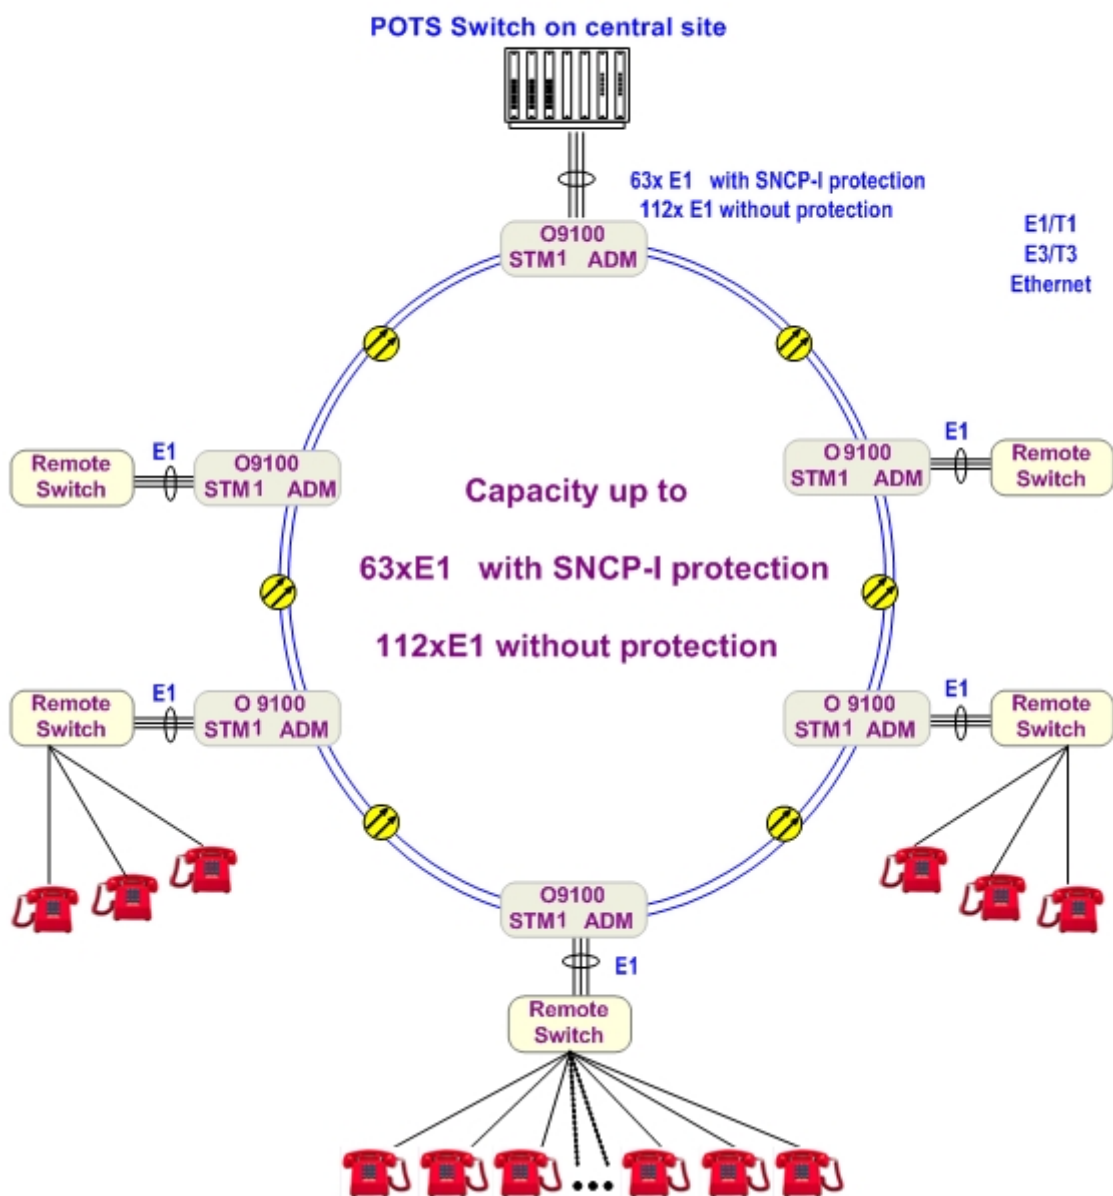 POTS Switch on central site
63x E1 with SNCP-I protection
112x E1 without protection
E1/T1
E3/T3
Ethernet
O9100
STM1 ADM
E1
Remote
Switch
O9100
STM1 ADM
O 9100
STM1 ADM
E1
Remote
Switch
Capacity up to
63xE1 with SNCP-I protection
112xE1 without protection
Remote
Switch
E1
O 9100
STM1 ADM
O 9100
STM1 ADM
E1
Remote
Switch
O9100
STM1 ADM
E1
Remote
Switch